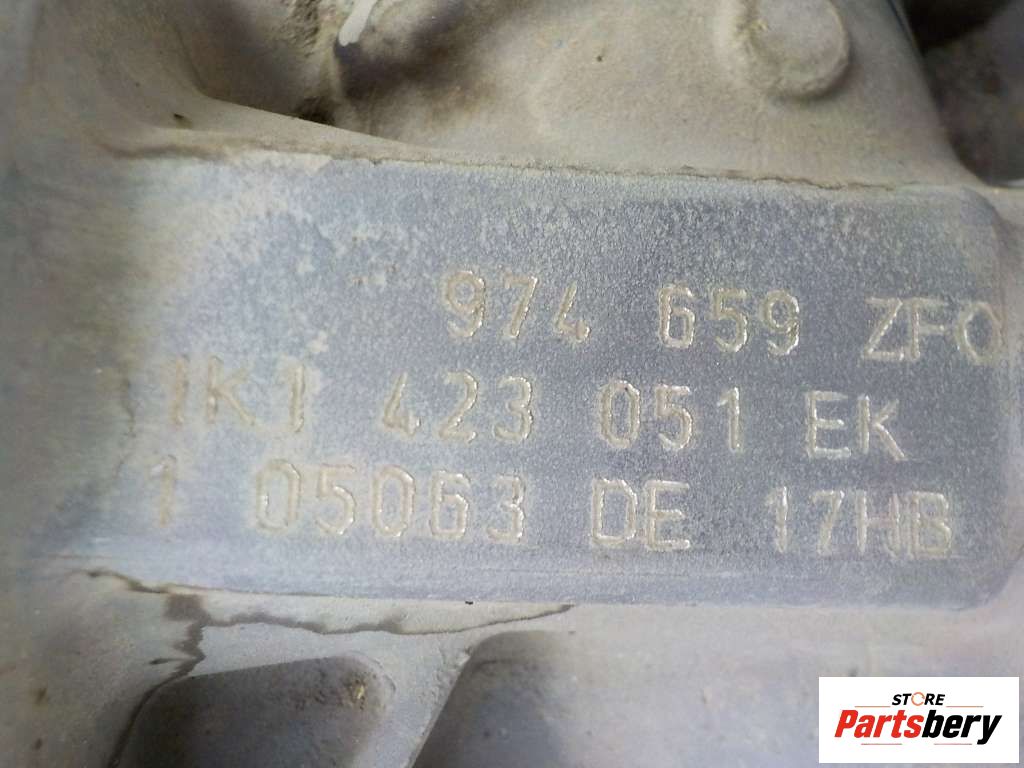 974 659 ZFO
1K1 423 051 EK
1 05063 DE 17HB
STORE
Partsbery